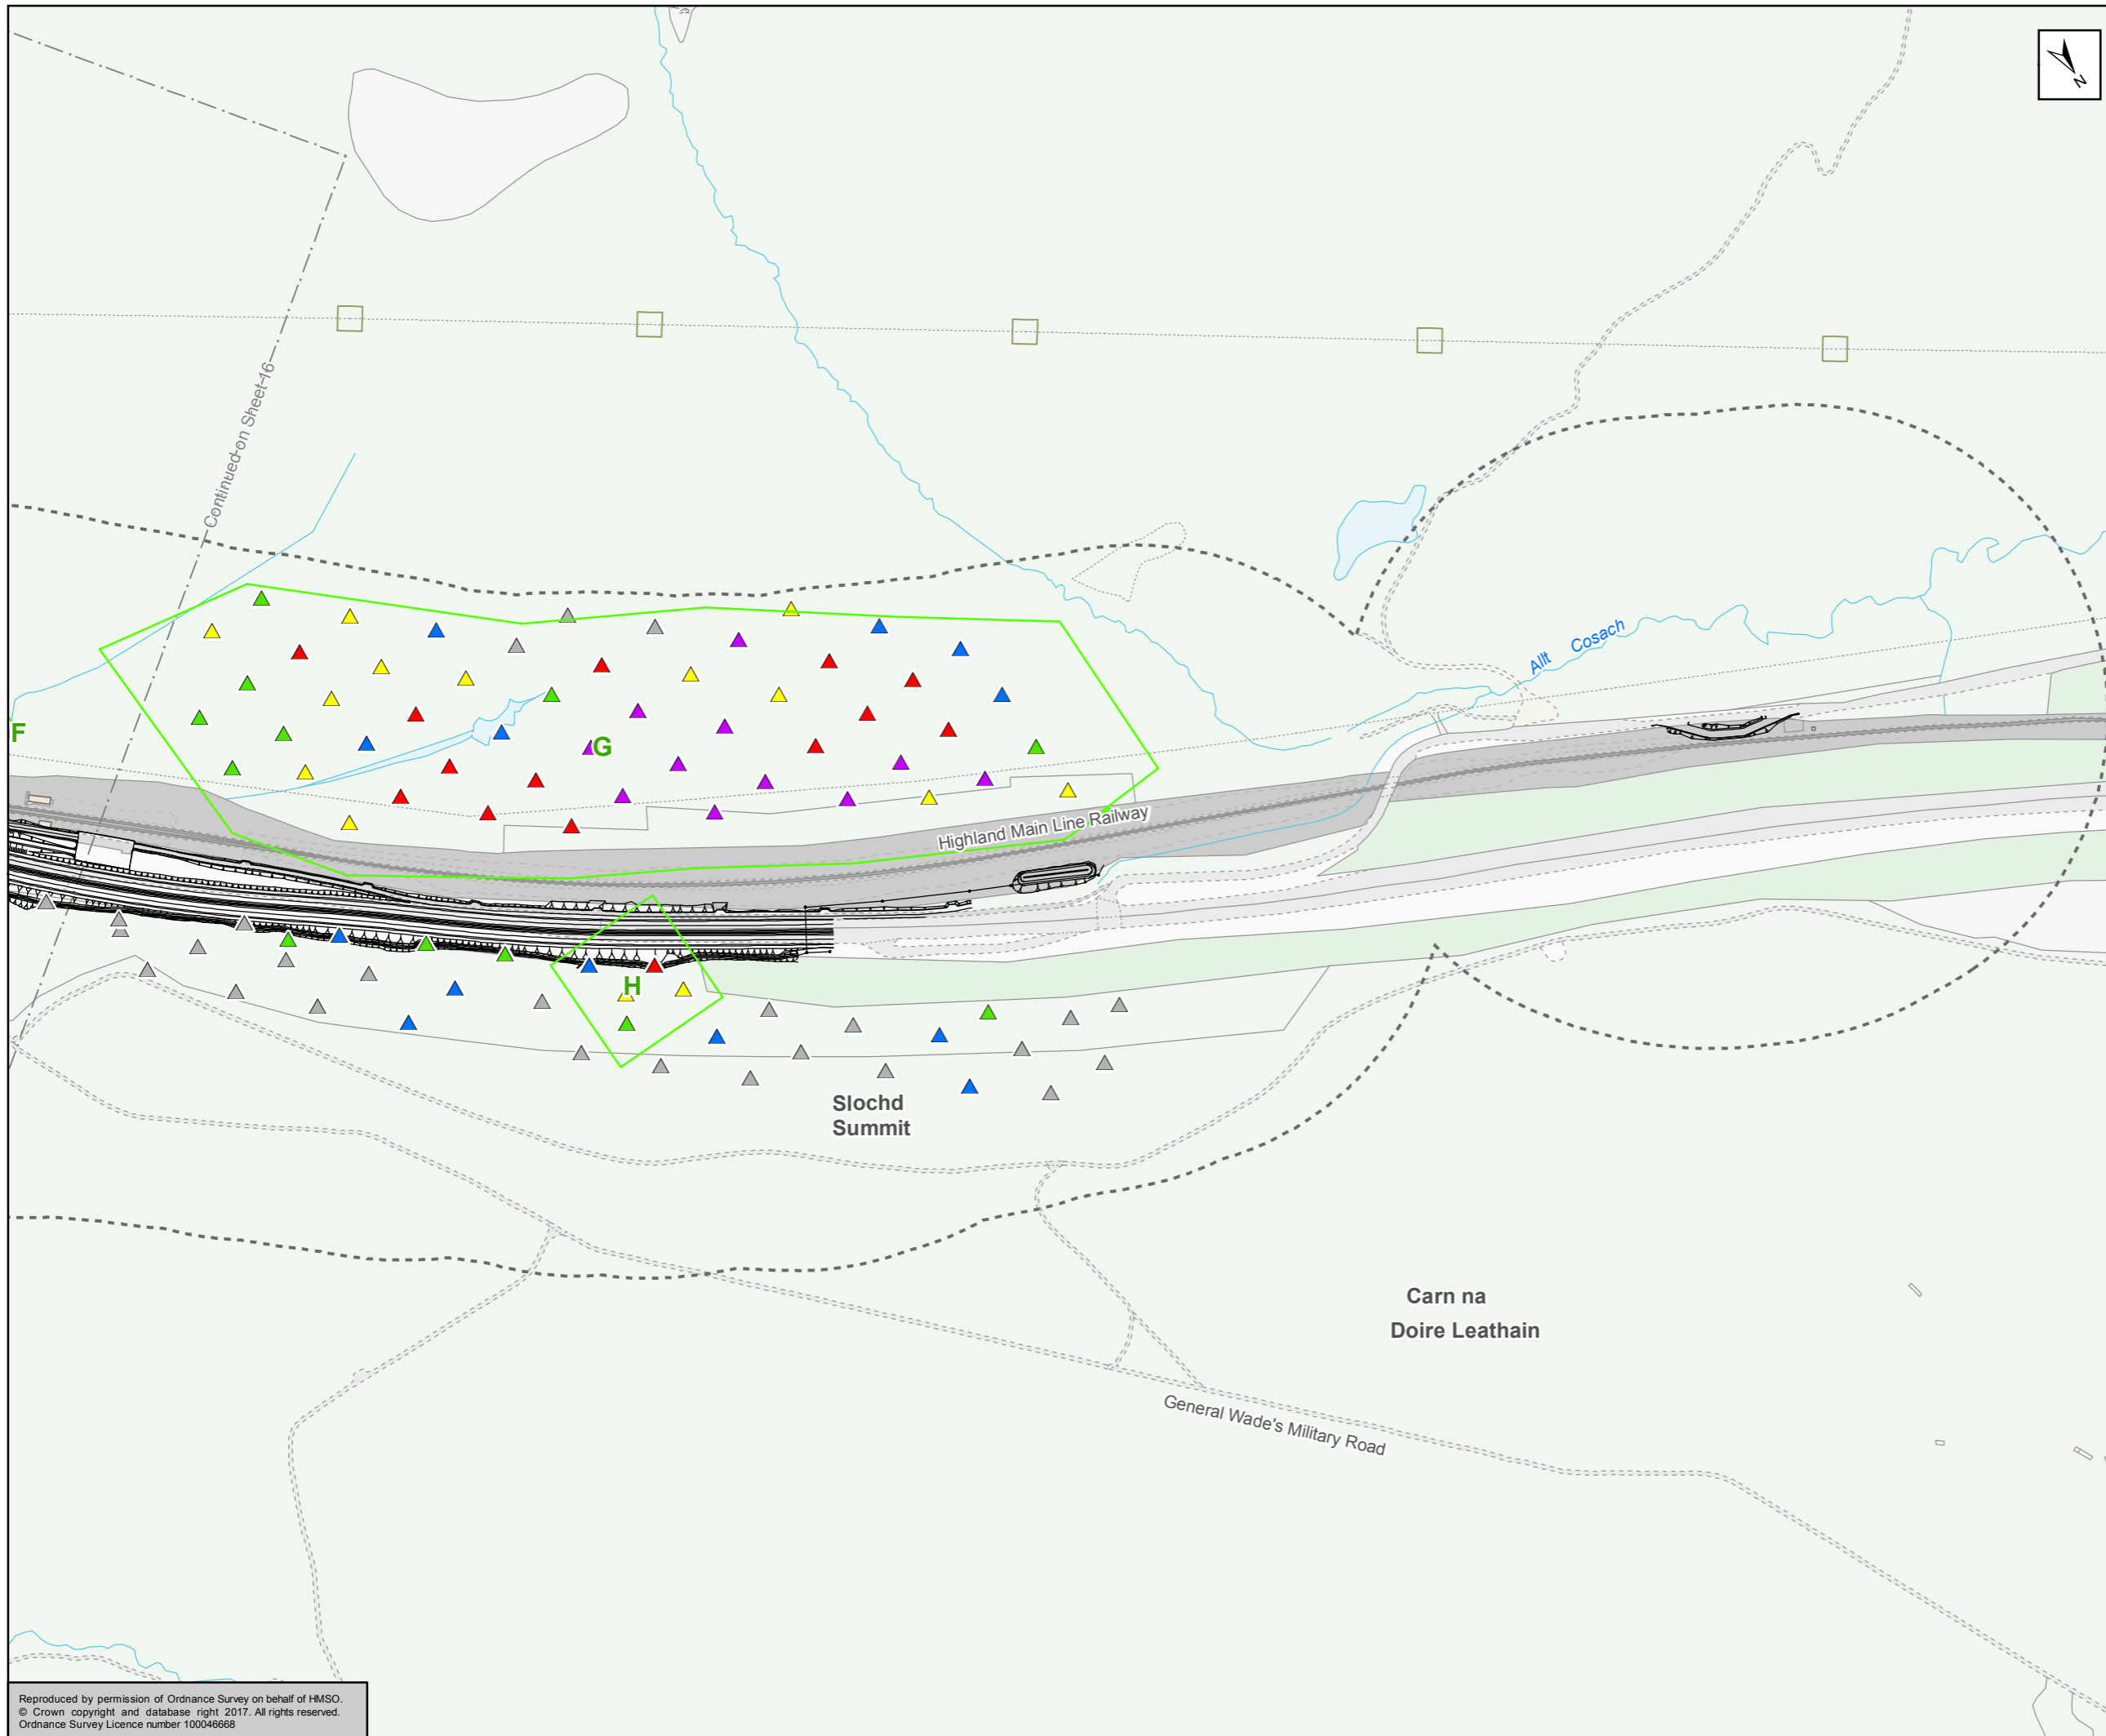 N
Continued on Sheet 16
Allt Cosach
F
G
Highland Main Line Railway
H
Slochd
Summit
Carn na
Doire Leathain
General Wade's Military Road
Reproduced by permission of Ordnance Survey on behalf of HMSO.
© Crown copyright and database right 2017. All rights reserved.
Ordnance Survey Licence number 100046668